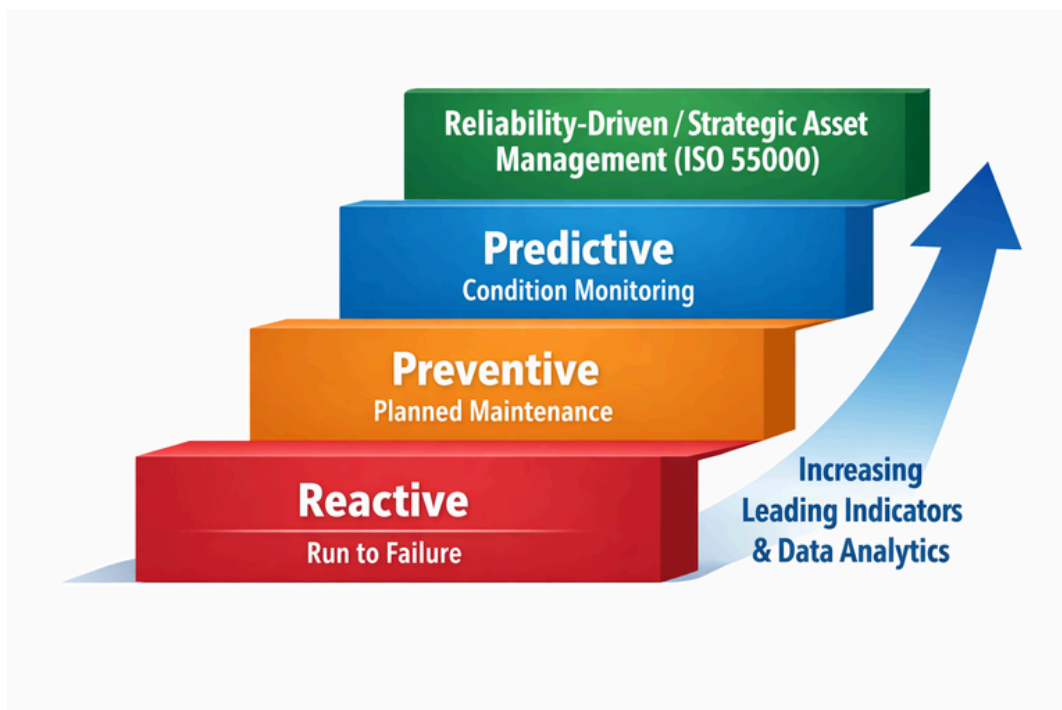 Reliability-Driven / Strategic Asset
Management (ISO 55000)
Predictive
Condition Monitoring
Preventive
Planned Maintenance
Reactive
Run to Failure
Increasing
Leading Indicators
& Data Analytics